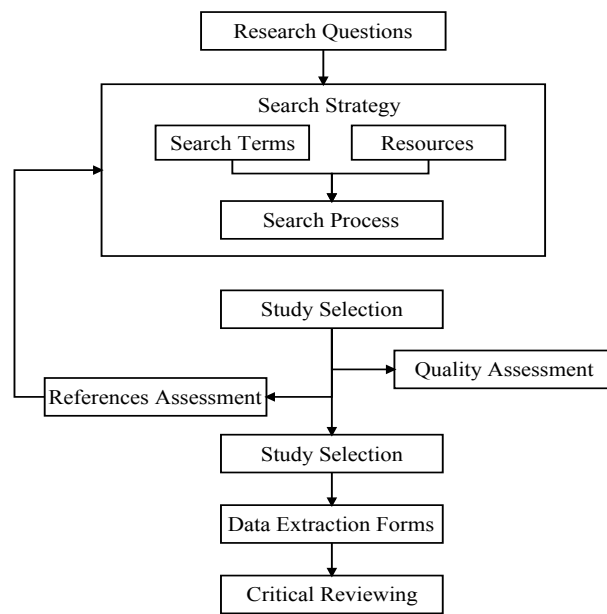 Research Questions
Search Strategy
Search Terms
Resources
Search Process
Study Selection
Quality Assessment
References Assessment
Study Selection
Data Extraction Forms
Critical Reviewing